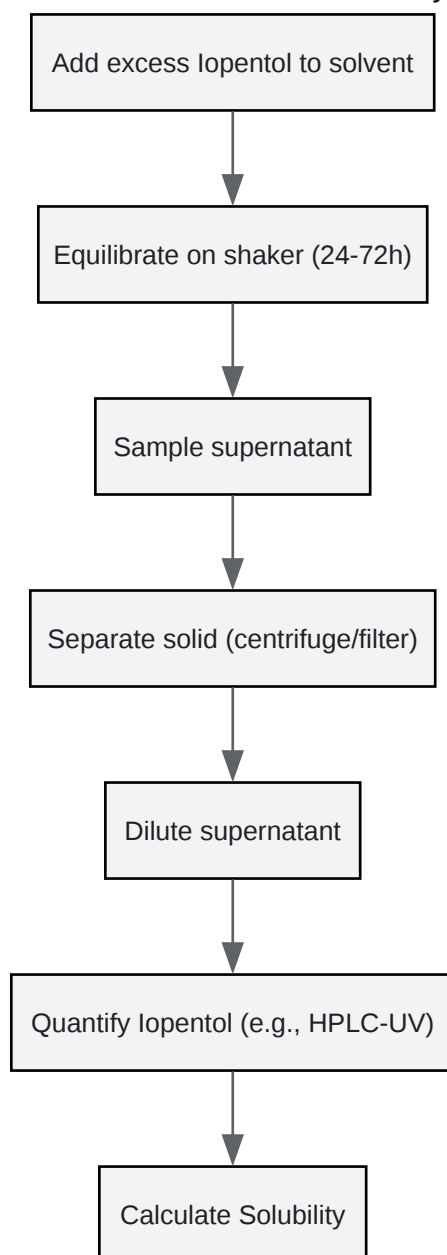 Add excess Iopentol to solvent
Equilibrate on shaker (24-72h)
Sample supernatant
Separate solid (centrifuge/filter)
Dilute supernatant
Quantify Iopentol (e.g., HPLC-UV)
Calculate Solubility